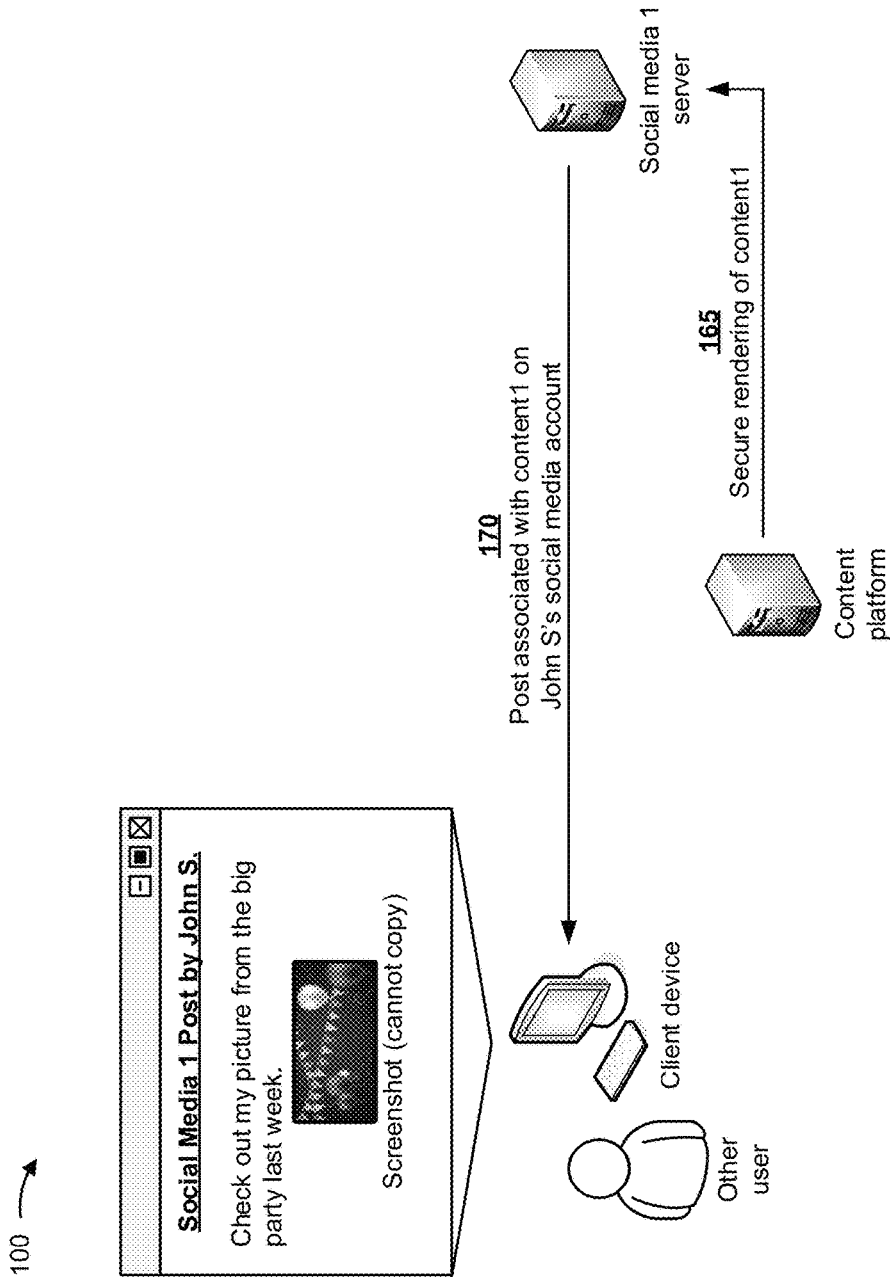 100
Social Media 1 Post by John S.
Check out my picture from the big
party last week.
Screenshot (cannot copy)
Other
user
Client device
170
Post associated with content1 on
John S's social media account
165
Secure rendering of content1
Content
platform
Social media 1
server